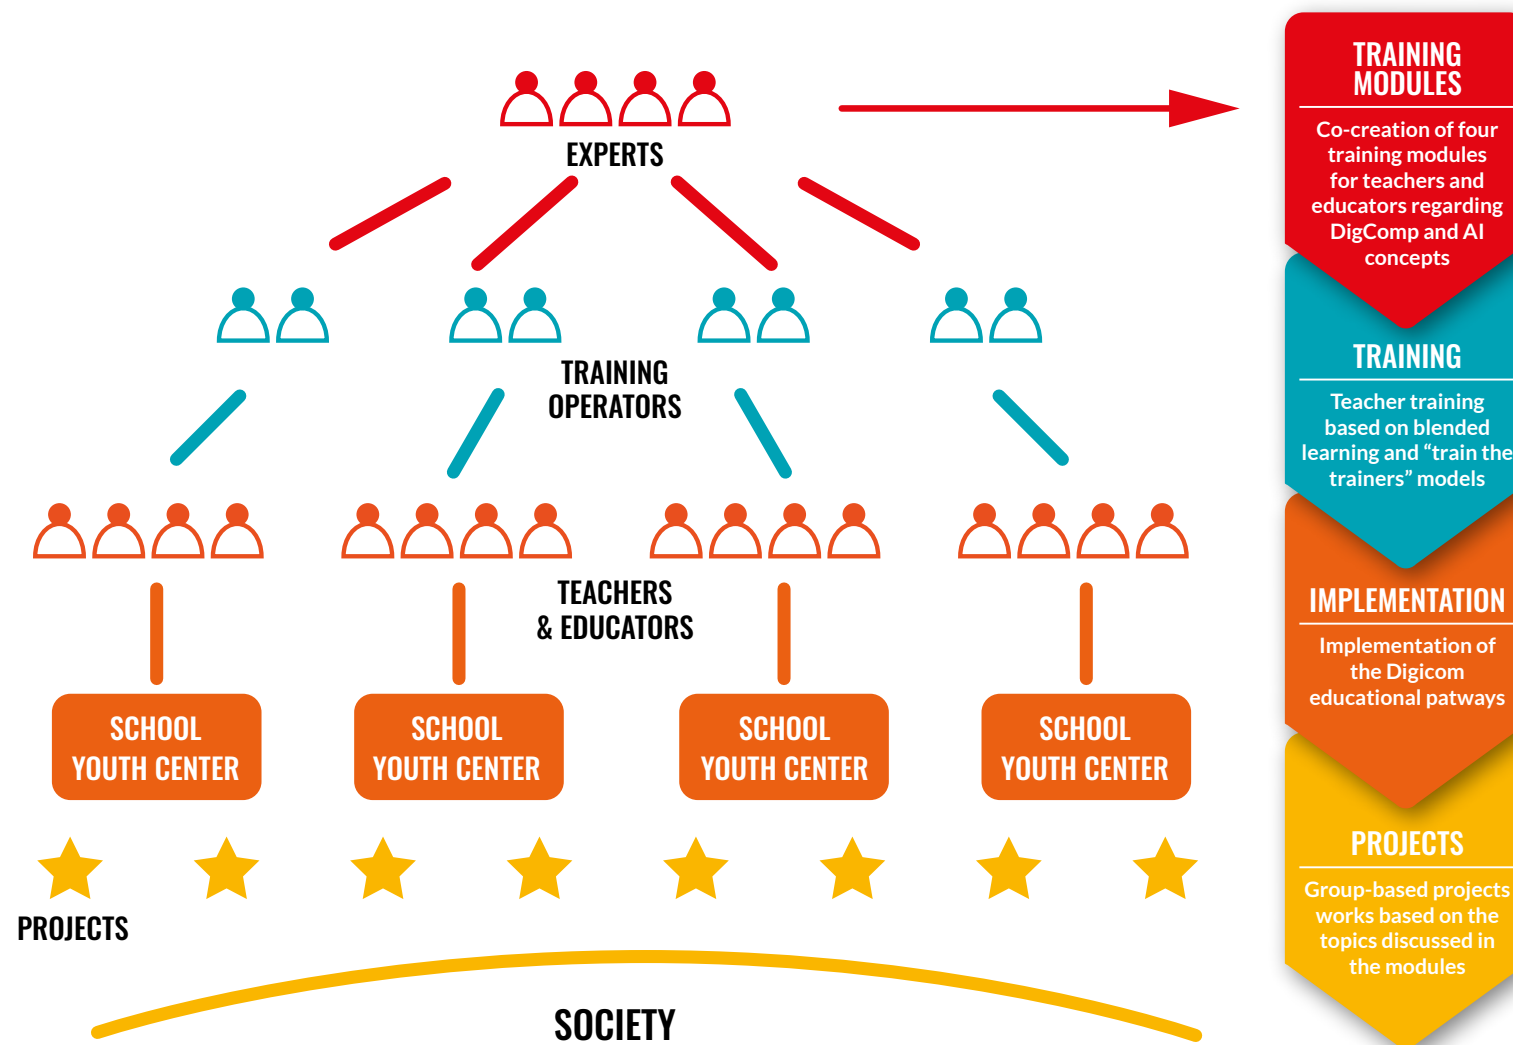 EXPERTS
TRAINING
OPERATORS
TEACHERS
& EDUCATORS
SCHOOL
YOUTH CENTER
SCHOOL
YOUTH CENTER
SCHOOL
YOUTH CENTER
SCHOOL
YOUTH CENTER
PROJECTS
SOCIETY
TRAINING
MODULES
Co-creation of four
training modules
for teachers and
educators regarding
DigComp and AI
concepts
TRAINING
Teacher training
based on blended
learning and “train the
trainers” models
IMPLEMENTATION
Implementation of
the Digicom
educational patways
PROJECTS
Group-based projects
works based on the
topics discussed in
the modules